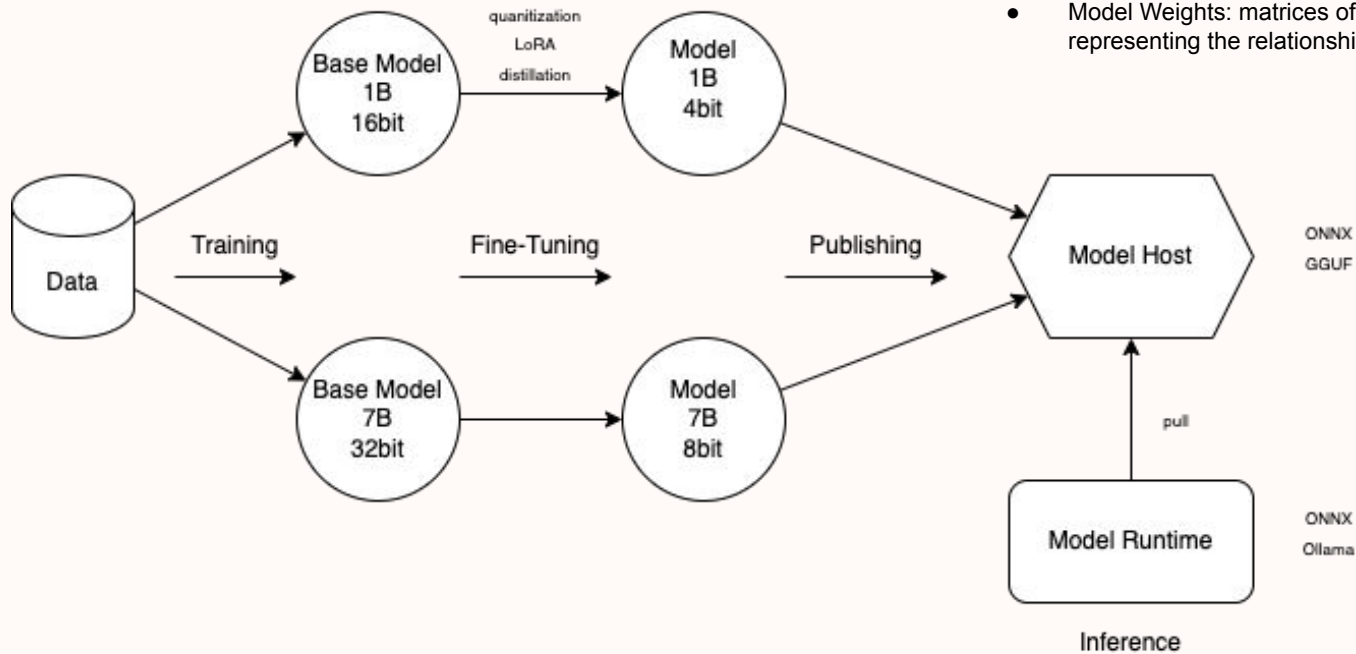 quanitization
LoRA
distillation
● Model Weights: matrices of
representing the relationshi
Base Model
1B
16bit
Model
1B
4bit
Data
Training
Fine-Tuning
Publishing
Model Host
ONNX
GGUF
Base Model
7B
32bit
Model
7B
8bit
pull
Model Runtime
ONNX
Ollama
Inference